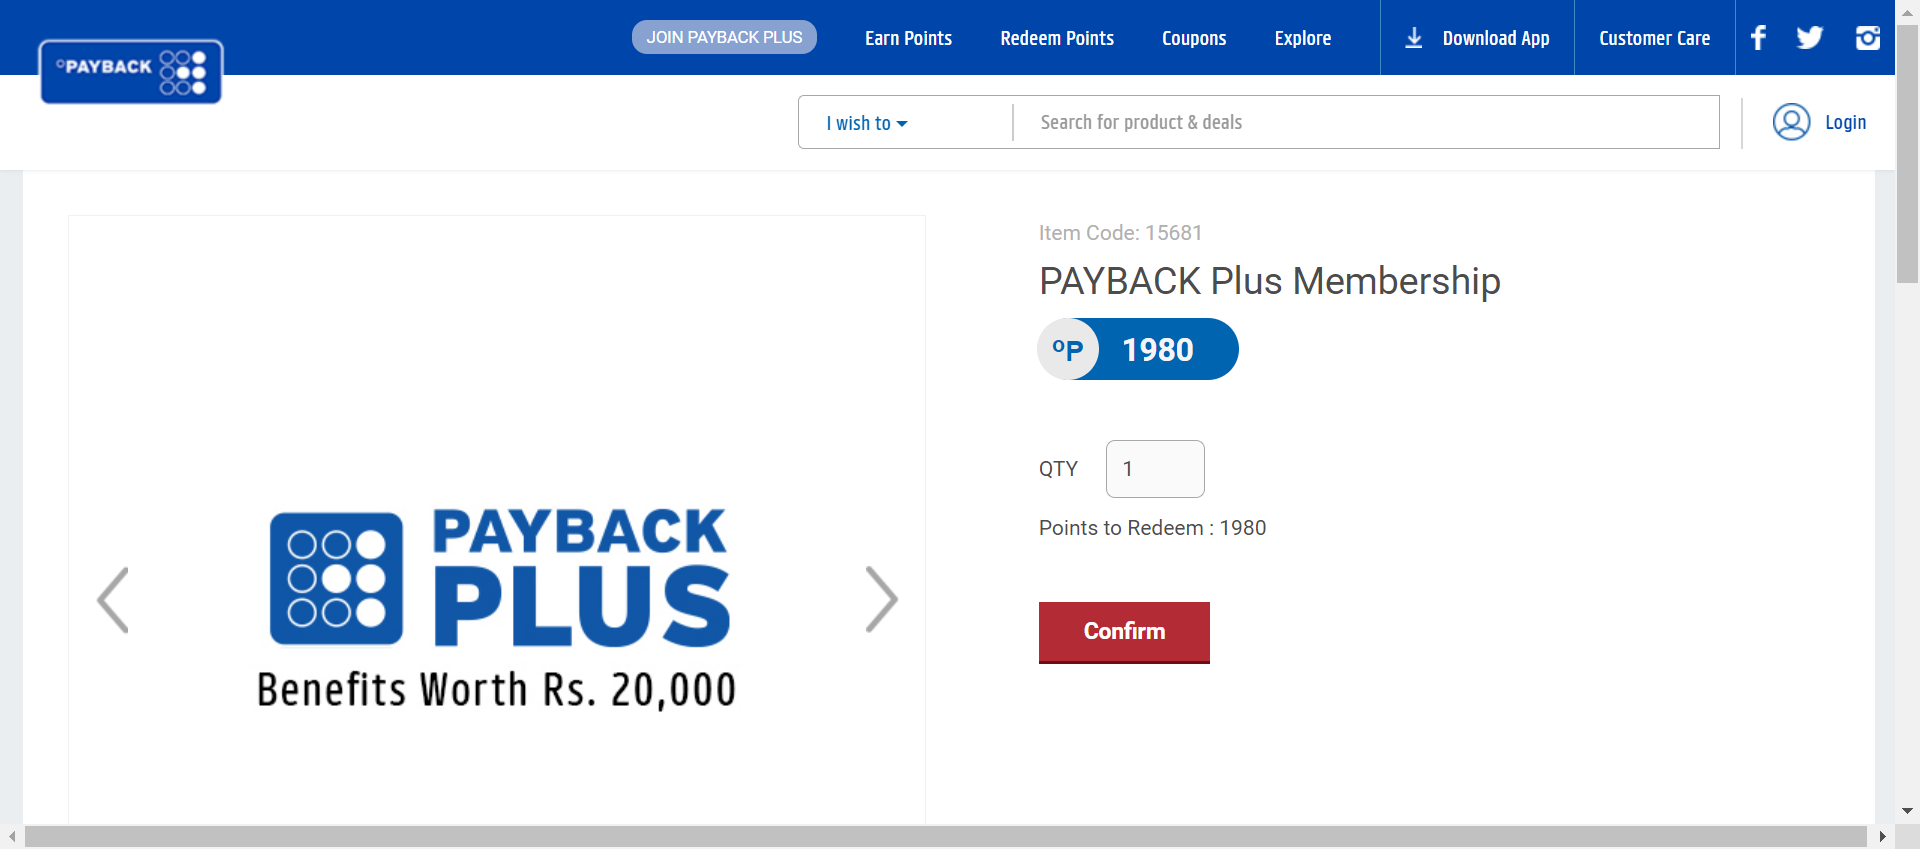 JOIN PAYBACK PLUS
Earn Points
Redeem Points
Coupons
Explore
Download App
Customer Care
°PAYBACK
I wish to
Search for product & deals
Login
Item Code: 15681
PAYBACK Plus Membership
°P 1980
QTY 1
Points to Redeem : 1980
Confirm
PAYBACK
PLUS
Benefits Worth Rs. 20,000